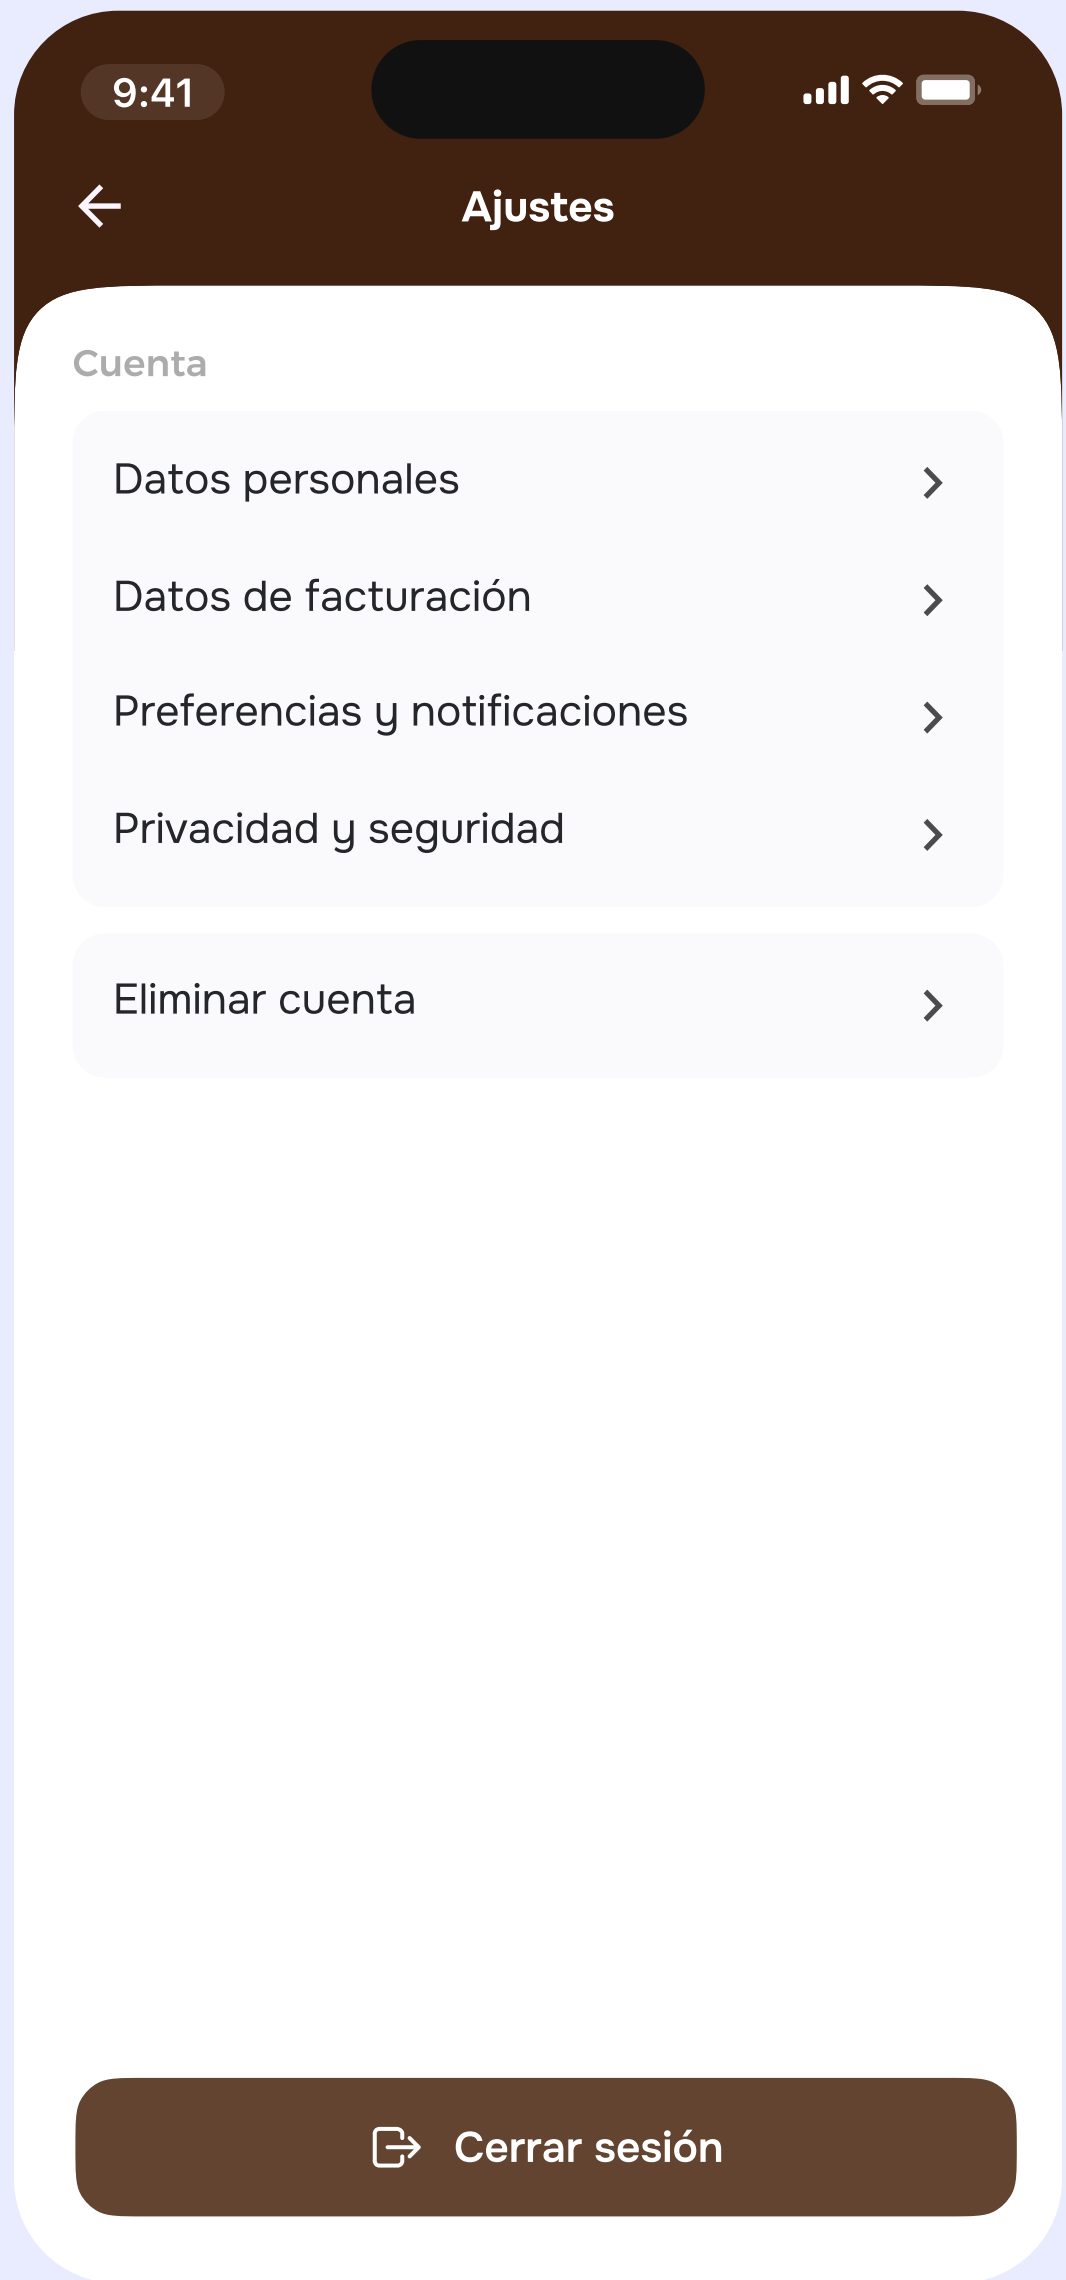 9:41
Ajustes
Cuenta
Datos personales
Datos de facturación
Preferencias y notificaciones
Privacidad y seguridad
Eliminar cuenta
Cerrar sesión